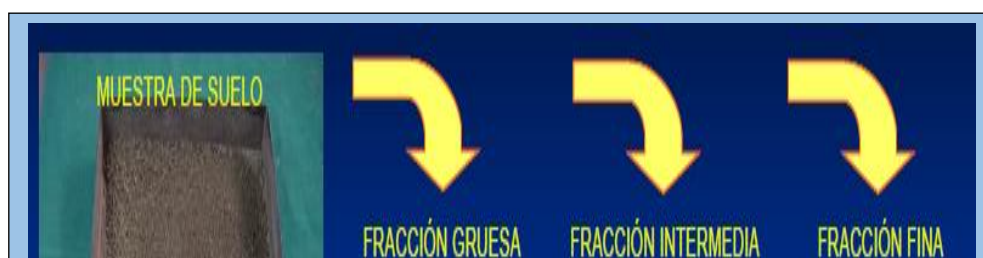 MUESTRA DE SUELO
FRACCIÓN GRUESA
FRACCIÓN INTERMEDIA
FRACCIÓN FINA